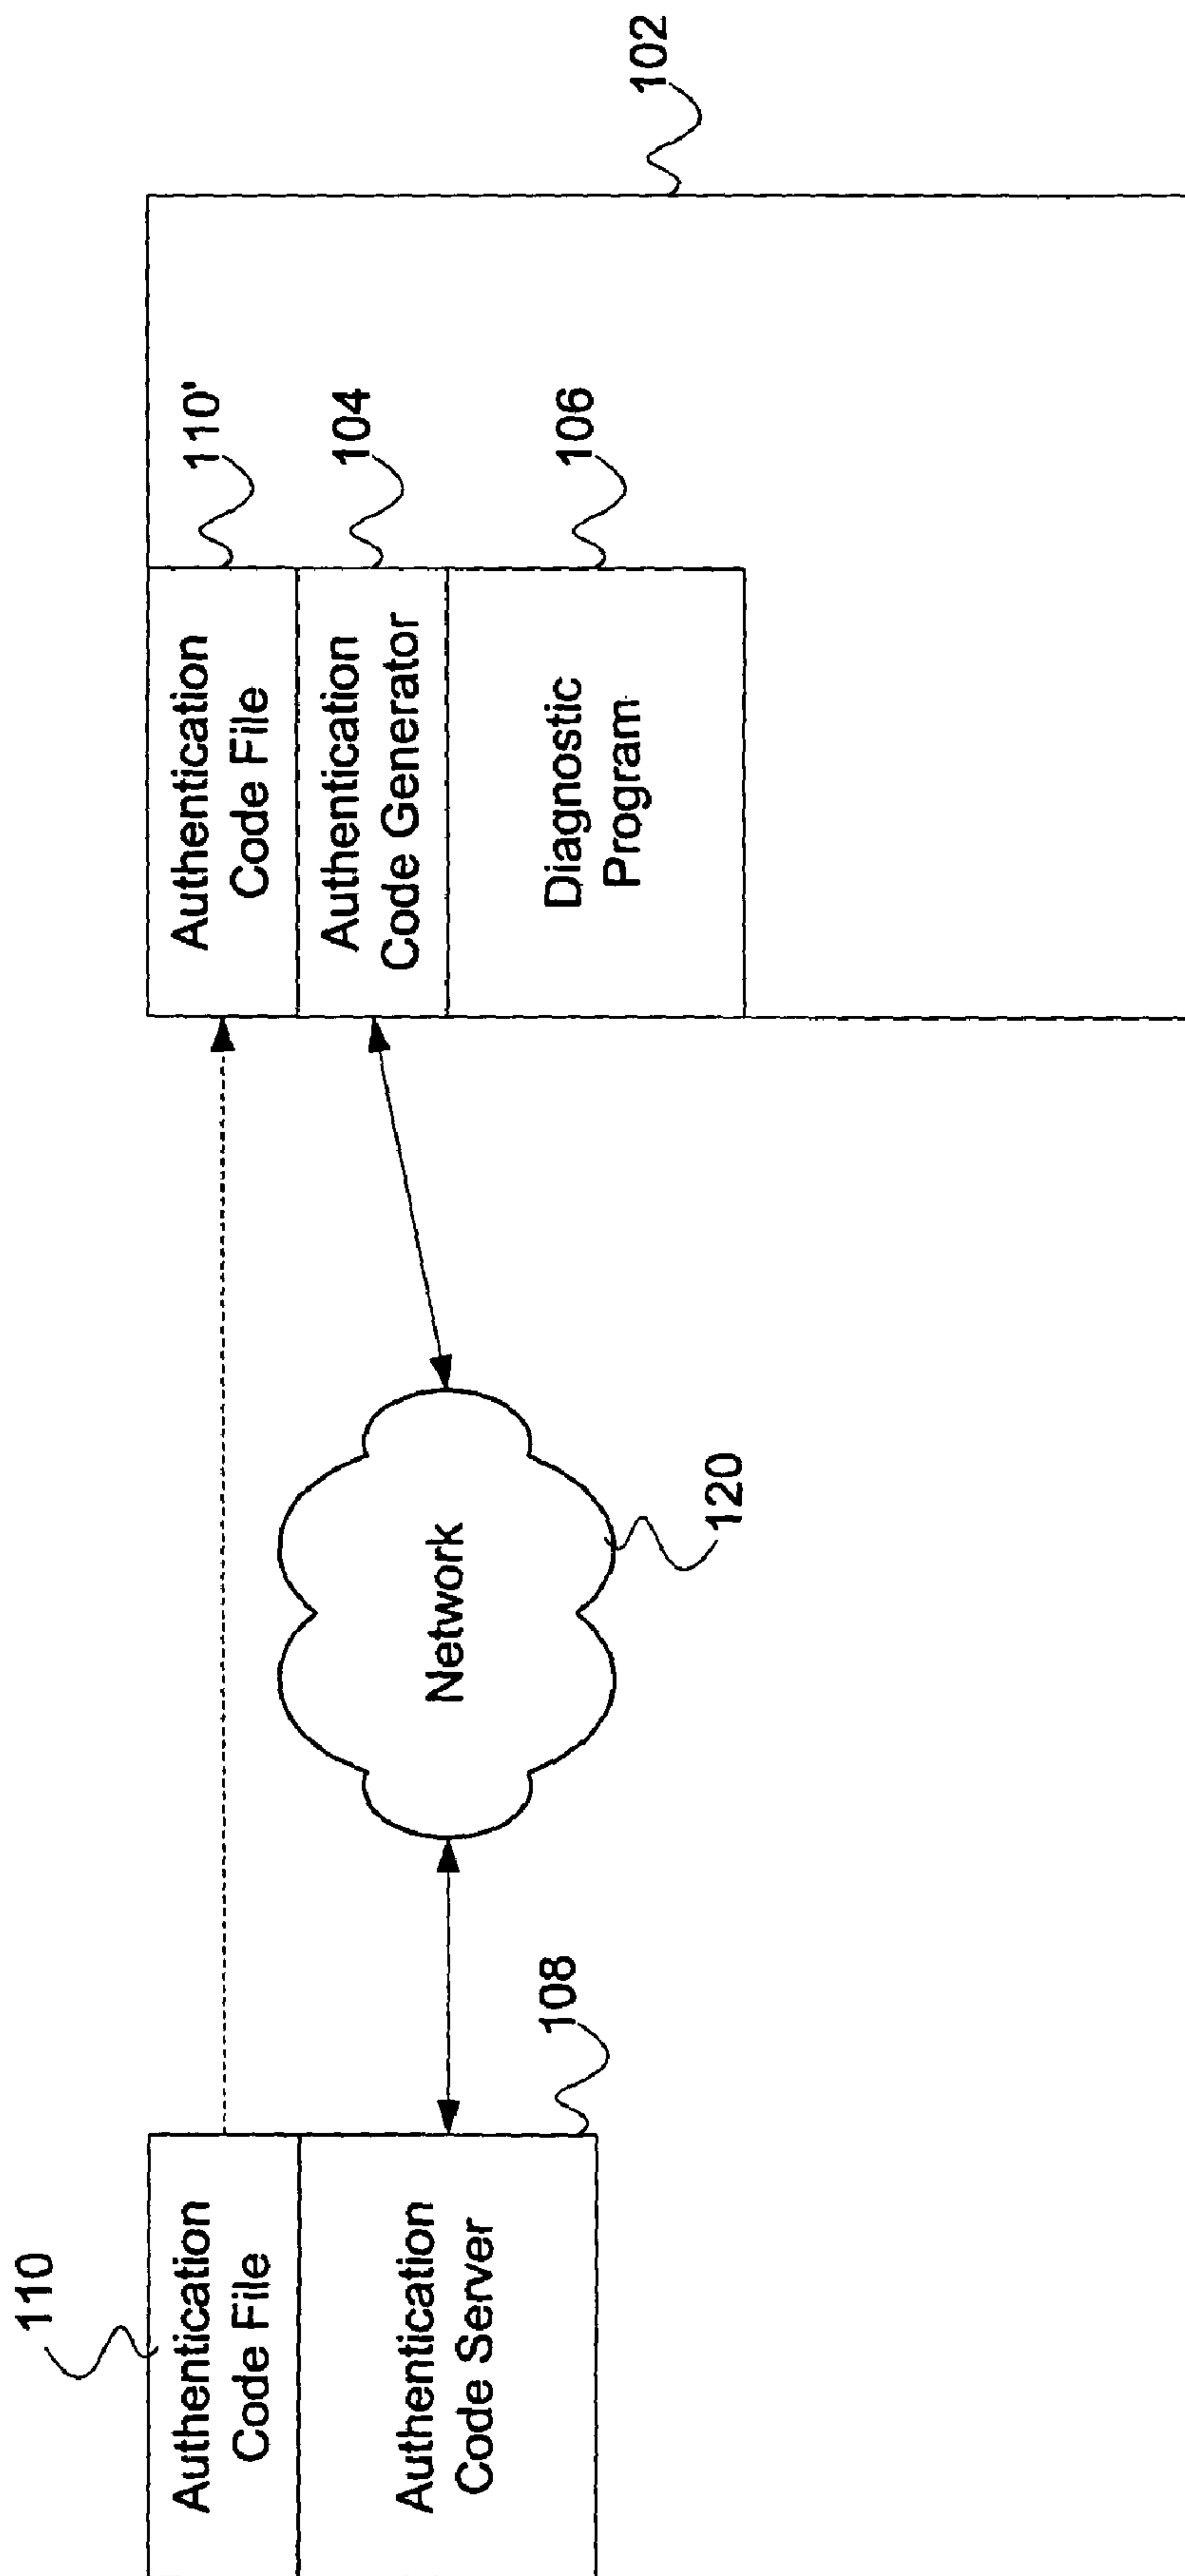 110
Authentication
Code File
Authentication
Code Server
108
Network
120
Authentication
Code File
110'
Authentication
Code Generator
104
Diagnostic
Program
106
102